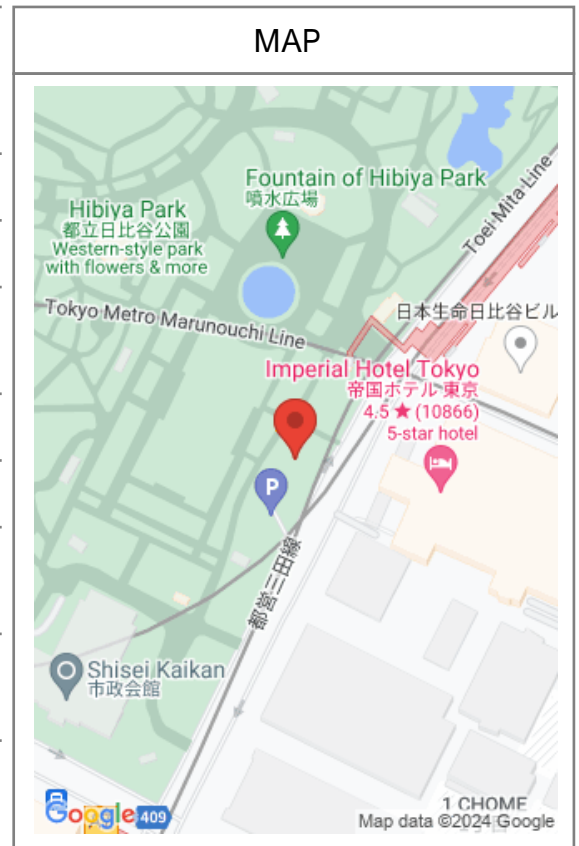 MAP
Fountain of Hibiya Park
噴水広場
Hibiya Park
都立日比谷公園
Western-style park
with flowers & more
Toei Mita Line
Tokyo Metro Marunouchi Line
日本生命日比谷ビル
Imperial Hotel Tokyo
帝国ホテル 東京
4.5 ★ (10866)
5-star hotel
P
都営三田線
Shisei Kaikan
市政会館
Google
409
1 CHOME
Map data ©2024 Google